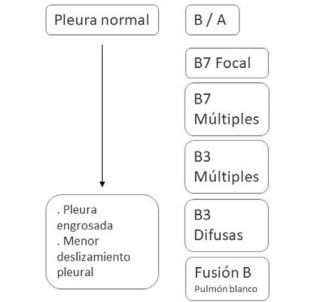 Pleura normal
B / A
B7 Focal
B7
Múltiples
B3
Múltiples
. Pleura
engrosada
. Menor
deslizamiento
pleural
B3
Difusas
Fusión B
Pulmón blanco